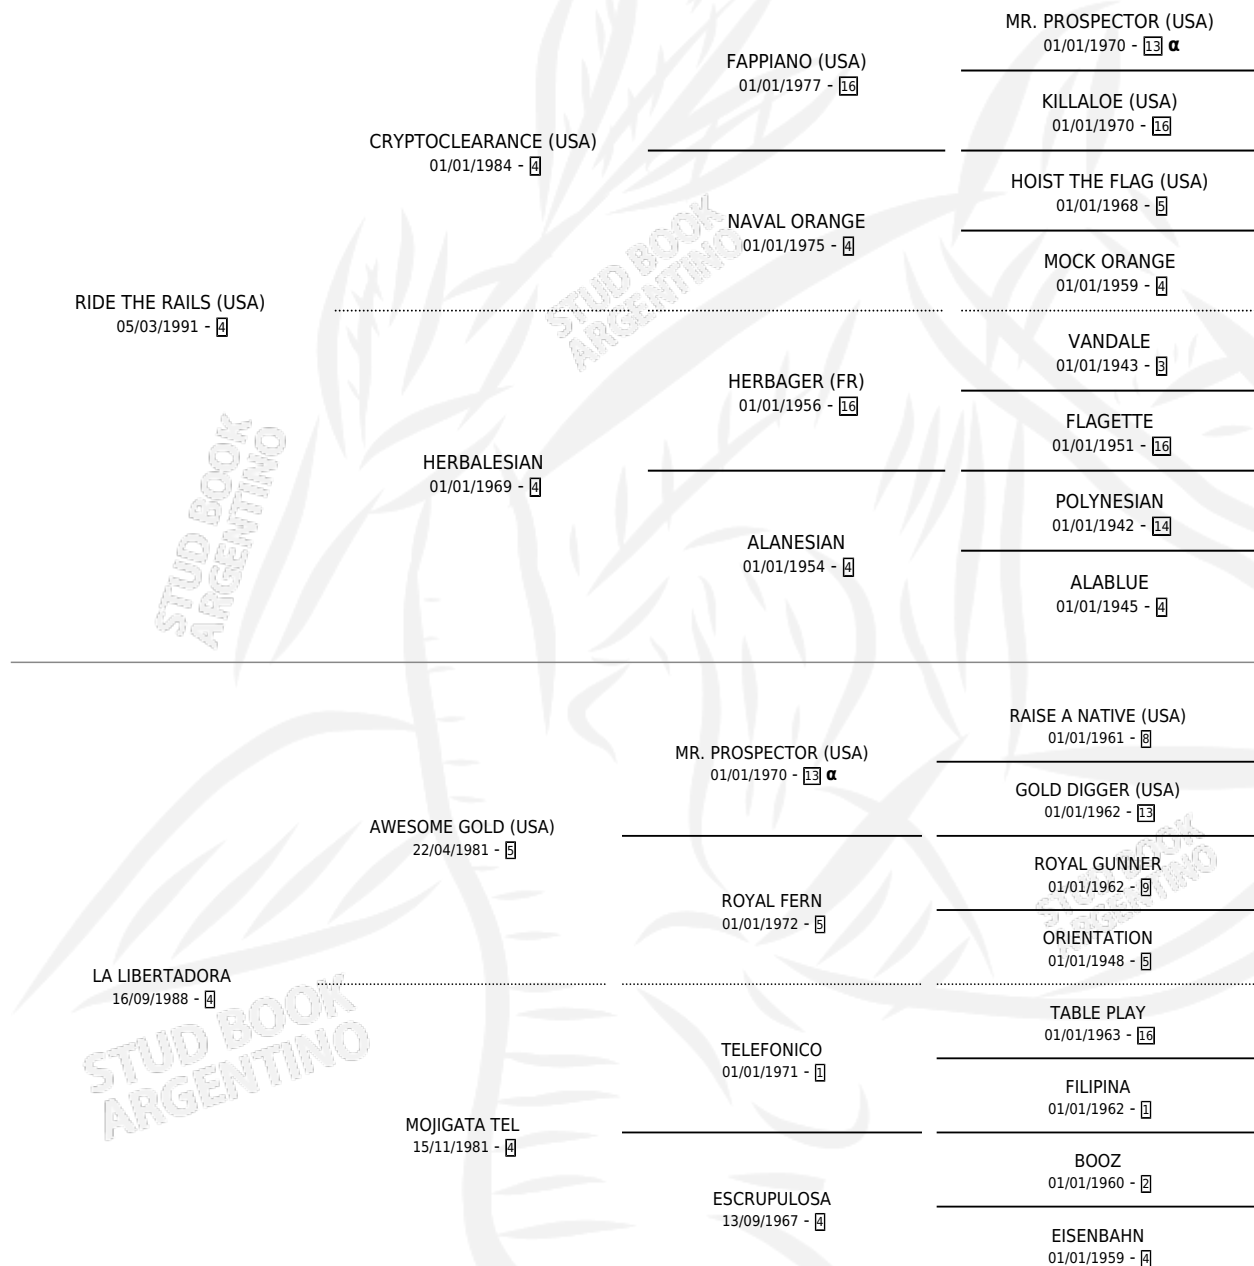 RIDE THE RAILS (USA)
05/03/1991 - 4
CRYPTOCLEARANCE (USA)
01/01/1984 - 4
HERBALESIAN
01/01/1969 - 4
FAPPIANO (USA)
01/01/1977 - 16
NAVAL ORANGE
01/01/1975 - 4
HERBAGER (FR)
01/01/1956 - 16
ALANESIAN
01/01/1954 - 4
MR. PROSPECTOR (USA)
01/01/1970 - 13 α
KILLALOE (USA)
01/01/1970 - 16
HOIST THE FLAG (USA)
01/01/1968 - 5
MOCK ORANGE
01/01/1959 - 4
VANDALE
01/01/1943 - 3
FLAGETTE
01/01/1951 - 16
POLYNESIAN
01/01/1942 - 14
ALABLUE
01/01/1945 - 4
LA LIBERTADORA
16/09/1988 - 4
AWESOME GOLD (USA)
22/04/1981 - 5
MOJIGATA TEL
15/11/1981 - 4
MR. PROSPECTOR (USA)
01/01/1970 - 13 α
ROYAL FERN
01/01/1972 - 5
TELEFONICO
01/01/1971 - 1
ESCRUPULOSA
13/09/1967 - 4
RAISE A NATIVE (USA)
01/01/1961 - 8
GOLD DIGGER (USA)
01/01/1962 - 13
ROYAL GUNNER
01/01/1962 - 9
ORIENTATION
01/01/1948 - 5
TABLE PLAY
01/01/1963 - 16
FILIPINA
01/01/1962 - 1
BOOZ
01/01/1960 - 2
EISENBAHN
01/01/1959 - 4
STUD BOOK
ARGENTINO
STUD BOOK
ARGENTINO
STUD BOOK
ARGENTINO
STUD BOOK
ARGENTINO